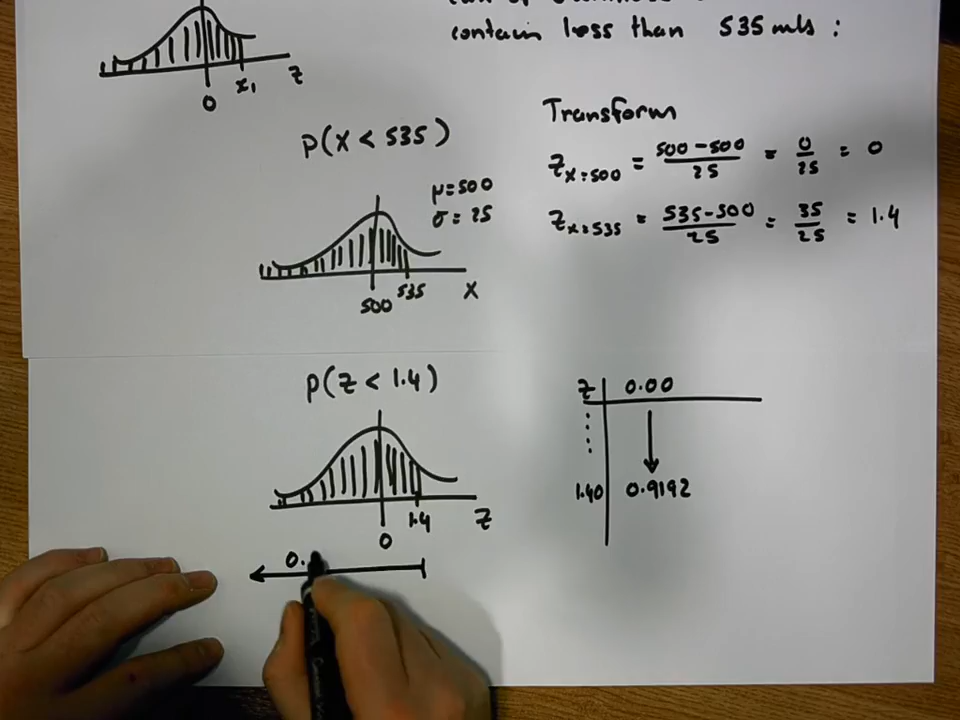 contain less than 535 mls :
0 x₁ z
Transform
p(x < 535)
Z x=500 = 500-500/25 = 0/25 = 0
μ=500
σ=25
Z x=535 = 535-500/25 = 35/25 = 1.4
500 535 X
p(z < 1.4)
Z 0.00
1.40 0.9192
0 1.4 Z
0.